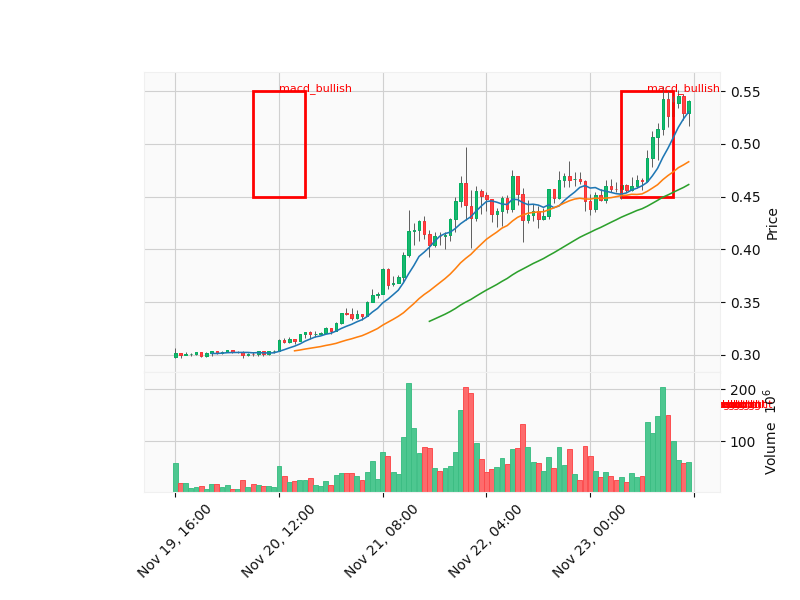 macd_bullish macd_bullish
0.55
0.50
0.45
0.40
0.35
0.30
Price
200
100
Volume 10^6
Nov 19, 16:00
Nov 20, 12:00
Nov 21, 08:00
Nov 22, 04:00
Nov 23, 00:00